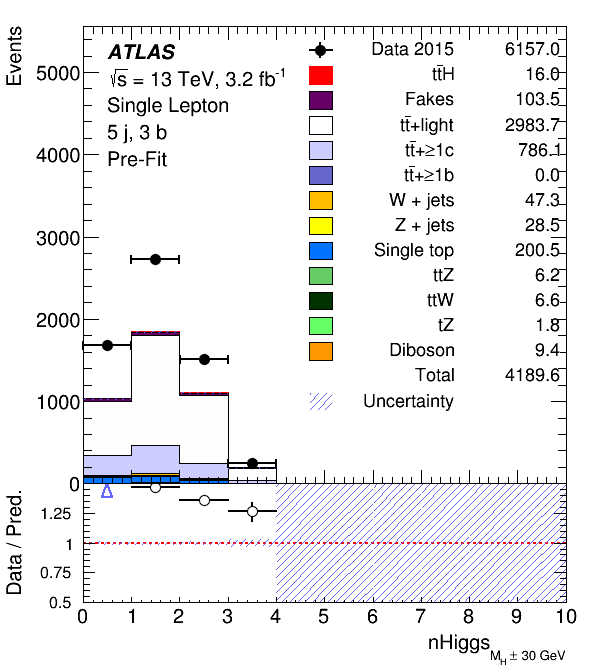 Events
ATLAS
√s = 13 TeV, 3.2 fb⁻¹
Single Lepton
5 j, 3 b
Pre-Fit
Data 2015 6157.0
tt̄H 16.0
Fakes 103.5
tt̄+light 2983.7
tt̄+≥1c 786.1
tt̄+≥1b 0.0
W + jets 47.3
Z + jets 28.5
Single top 200.5
ttZ 6.2
ttW 6.6
tZ 1.8
Diboson 9.4
Total 4189.6
Uncertainty
5000
4000
3000
2000
1000
0
Data / Pred.
1.25
1
0.75
0.5
0 1 2 3 4 5 6 7 8 9 10
nHiggs M_H ± 30 GeV